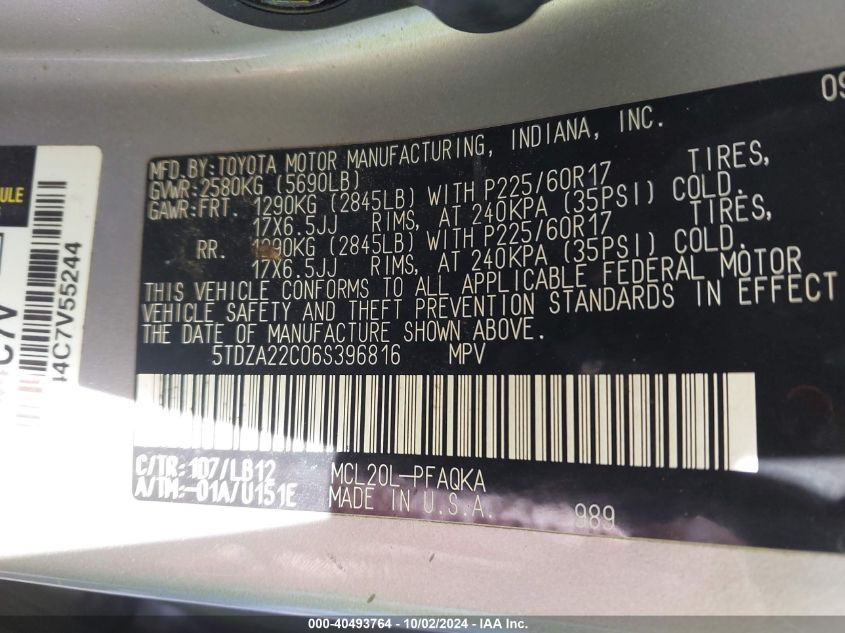 09
MFD.BY:TOYOTA MOTOR MANUFACTURING, INDIANA, INC.
GVWR:2580KG (5690LB)
GAWR:FRT. 1290KG (2845LB) WITH P225/60R17 TIRES,
17X6.5JJ RIMS, AT 240KPA (35PSI) COLD.
RR. 1290KG (2845LB) WITH P225/60R17 TIRES,
17X6.5JJ RIMS, AT 240KPA (35PSI) COLD.
THIS VEHICLE CONFORMS TO ALL APPLICABLE FEDERAL MOTOR
VEHICLE SAFETY AND THEFT PREVENTION STANDARDS IN EFFECT
THE DATE OF MANUFACTURE SHOWN ABOVE.
5TDZA22C06S396816 MPV
C/TR:107/LB12 MCL20L-PFAQKA
A/TM:-01A/U151E MADE IN U.S.A.
989
4C7V55244
C7V
000-40493764 - 10/02/2024 - IAA Inc.